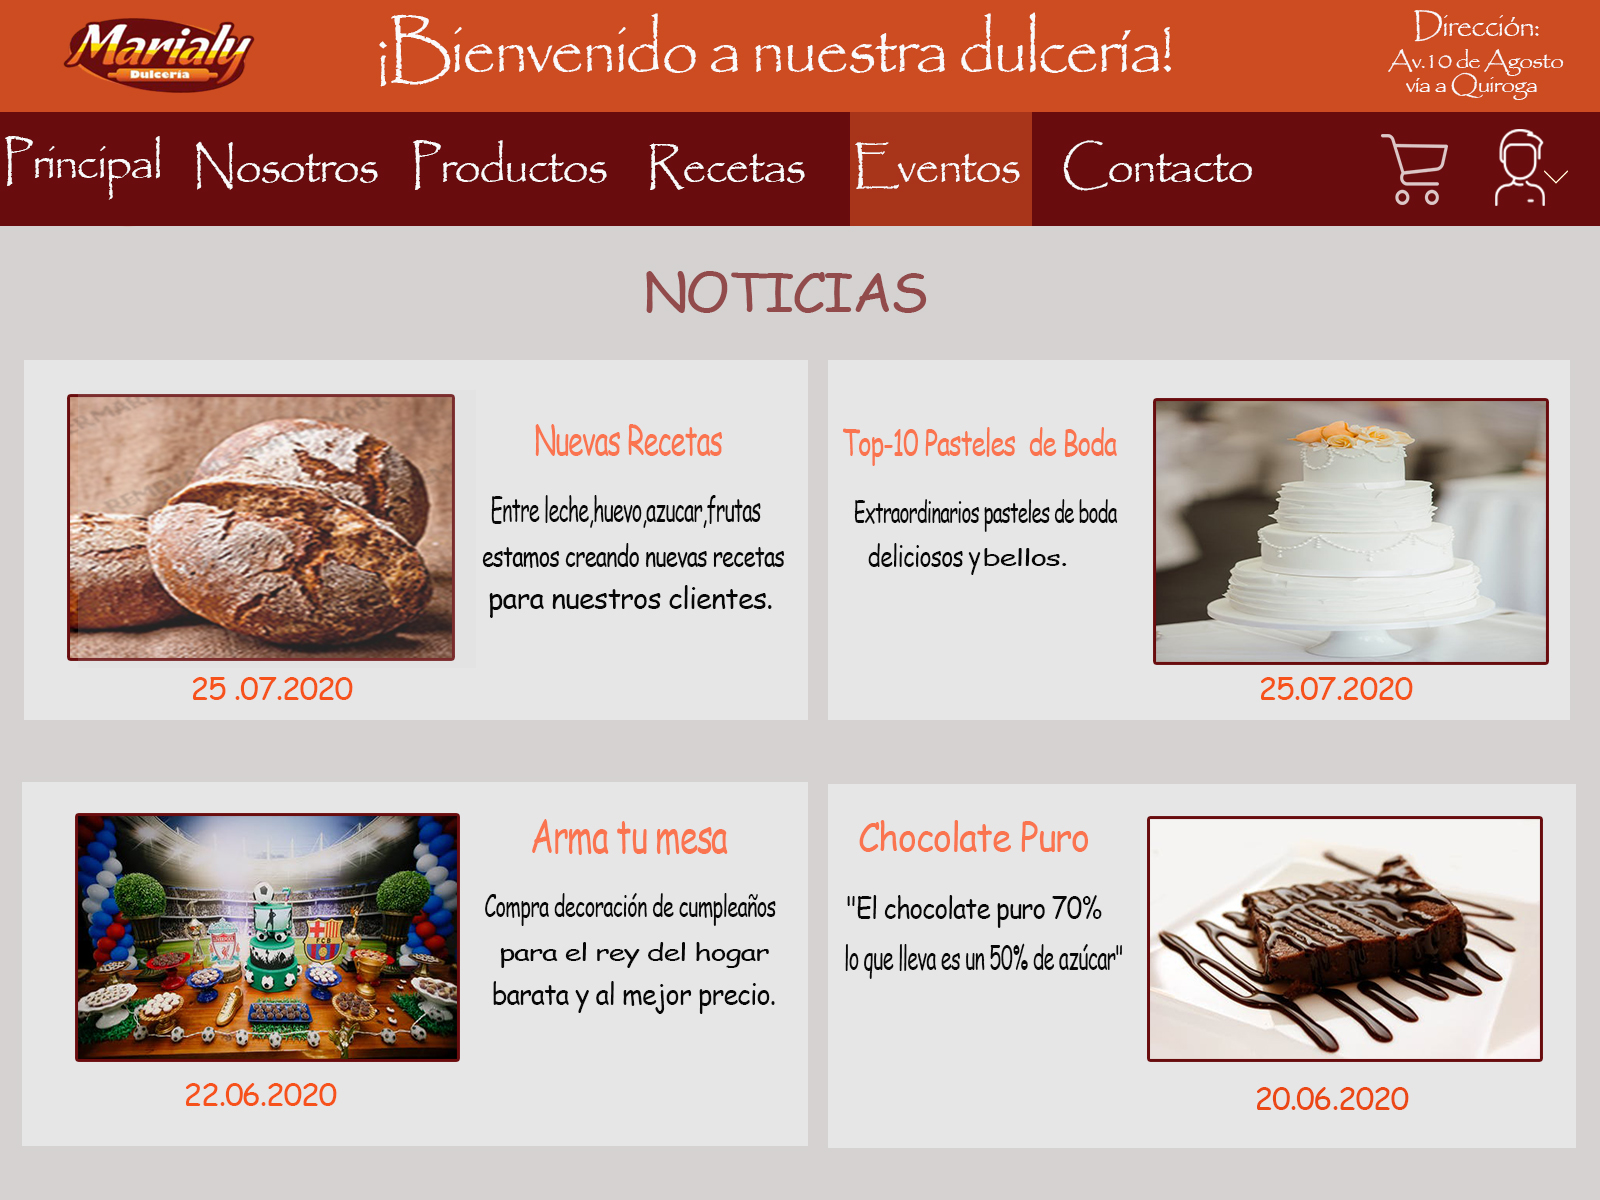 Marialy
Dulcería
¡Bienvenido a nuestra dulcería!
Dirección:
Av.10 de Agosto
vía a Quiroga
Principal
Nosotros
Productos
Recetas
Eventos
Contacto
NOTICIAS
Nuevas Recetas
Entre leche,huevo,azucar,frutas
estamos creando nuevas recetas
para nuestros clientes.
25 .07.2020
Top-10 Pasteles de Boda
Extraordinarios pasteles de boda
deliciosos y bellos.
25.07.2020
Arma tu mesa
Compra decoración de cumpleaños
para el rey del hogar
barata y al mejor precio.
22.06.2020
Chocolate Puro
"El chocolate puro 70%
lo que lleva es un 50% de azúcar"
20.06.2020